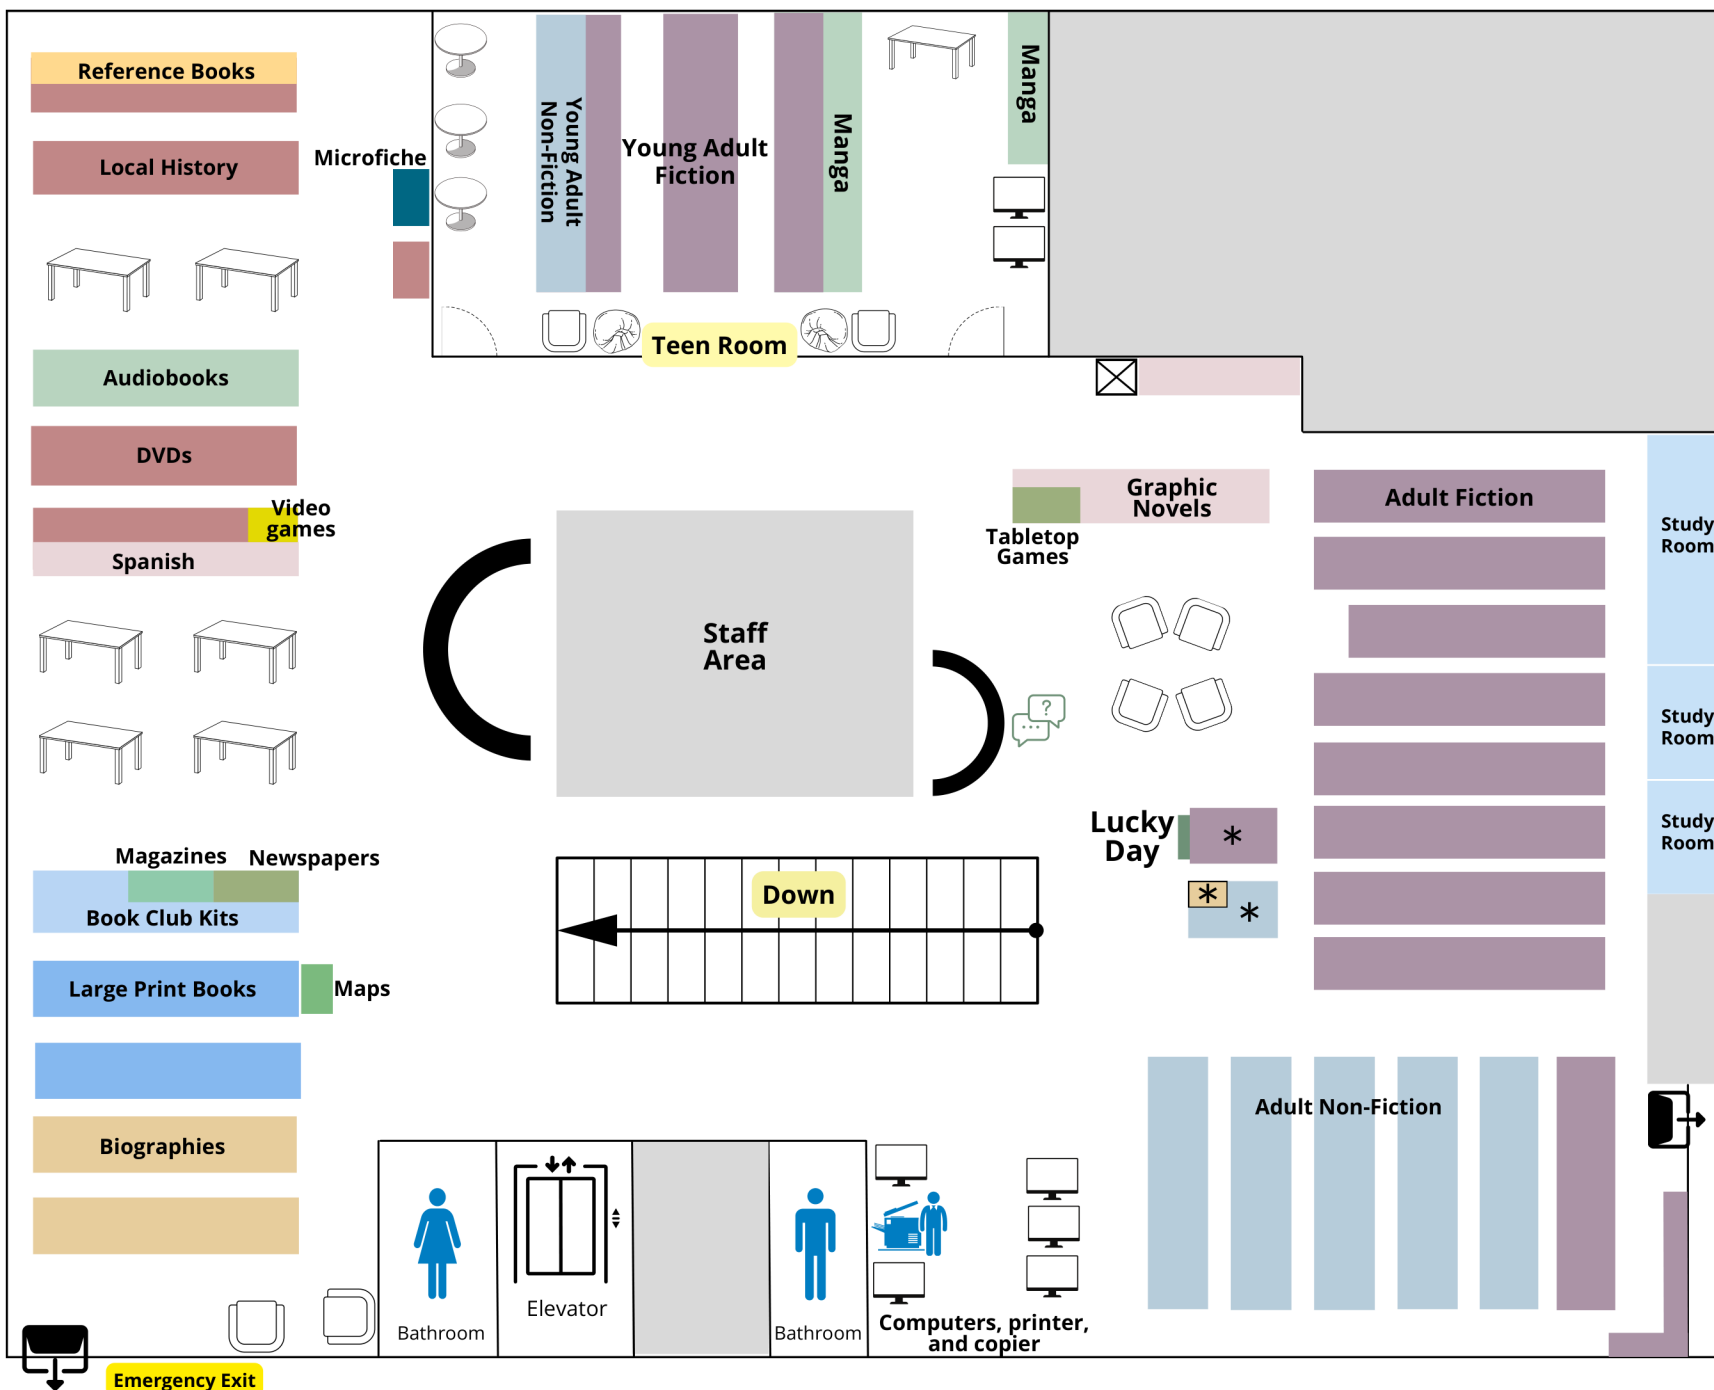 Reference Books
Local History
Microfiche
Young Adult
Non-Fiction
Young Adult
Fiction
Manga
Manga
Teen Room
Audiobooks
DVDs
Video
games
Spanish
Staff
Area
Graphic
Novels
Tabletop
Games
Adult Fiction
Study
Room
Study
Room
Study
Room
?
Lucky
Day
*
*
*
Magazines
Newspapers
Book Club Kits
Down
Large Print Books
Maps
Biographies
Adult Non-Fiction
Bathroom
Elevator
Bathroom
Computers, printer,
and copier
Emergency Exit